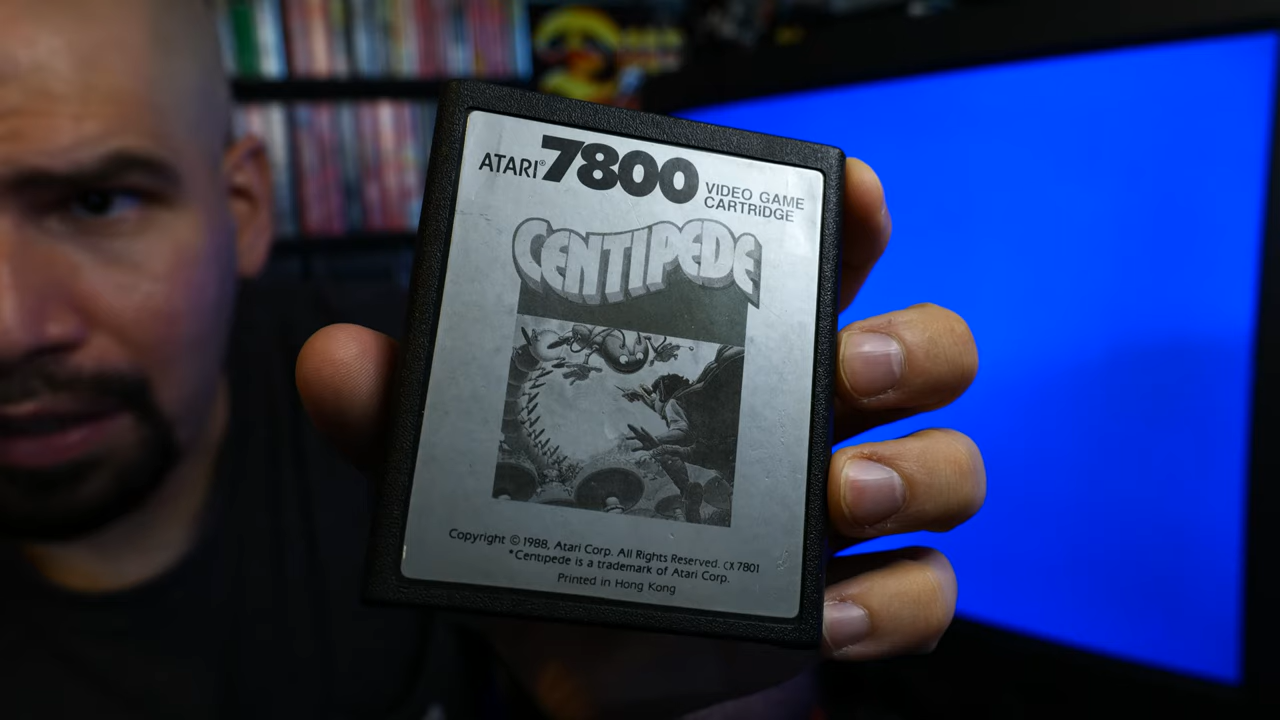 ATARI® 7800 VIDEO GAME
CARTRIDGE
CENTIPEDE
Copyright © 1988, Atari Corp. All Rights Reserved. CX7801
*Centipede is a trademark of Atari Corp.
Printed in Hong Kong